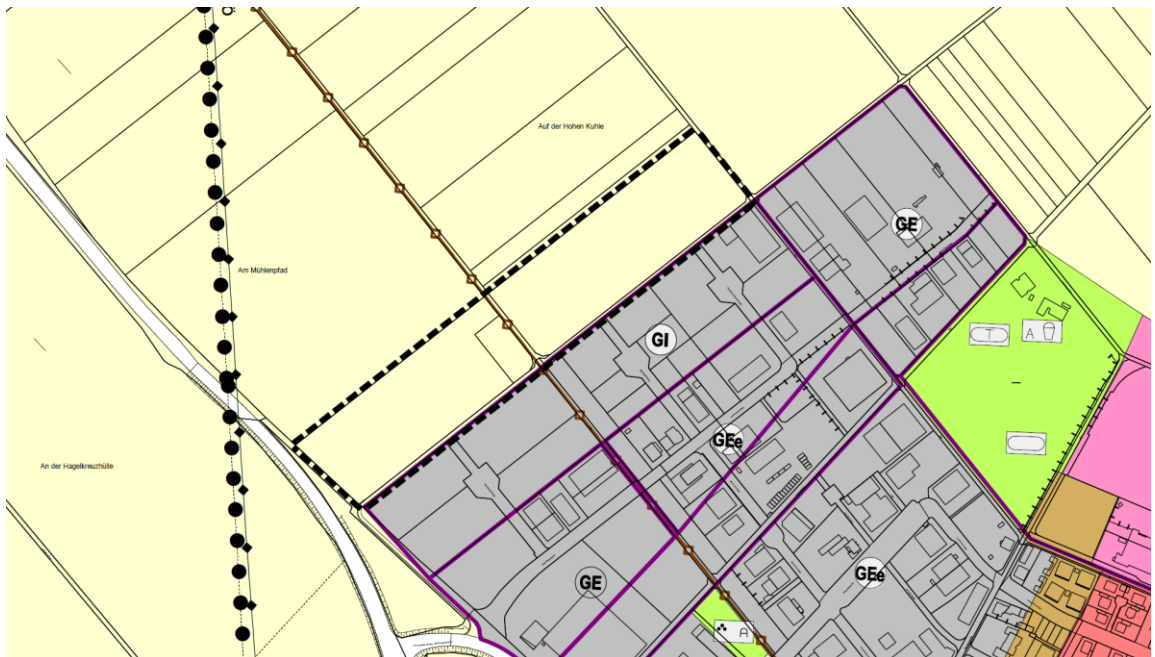 Auf der Hohen Kuhle
GE
Am Mühlenpfad
T
A
GI
GEe
An der Hagelkreuzhülle
GE
GEe
A